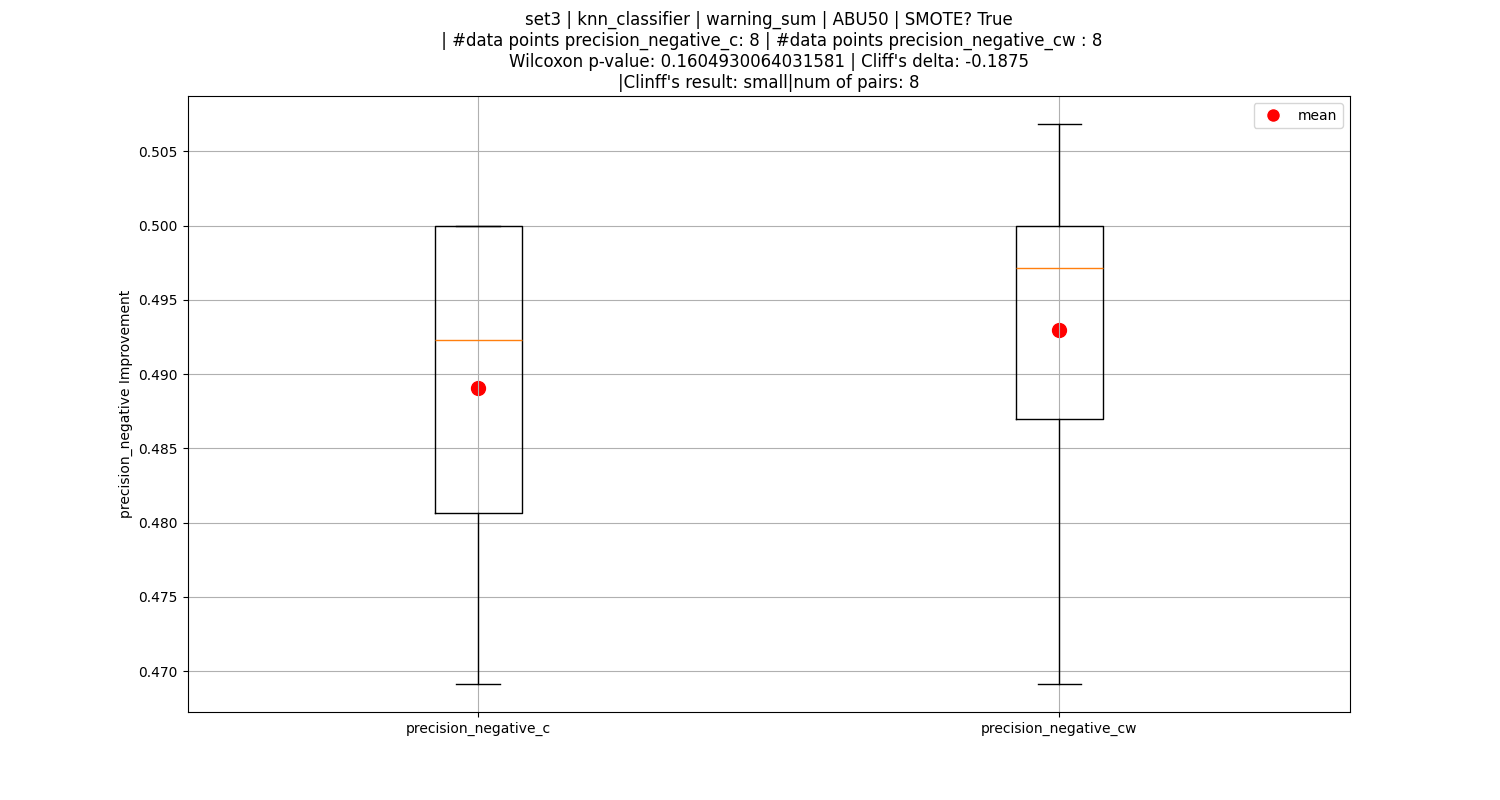 set3 | knn_classifier | warning_sum | ABU50 | SMOTE? True
| #data points precision_negative_c: 8 | #data points precision_negative_cw : 8
Wilcoxon p-value: 0.1604930064031581 | Cliff's delta: -0.1875
|Clinff's result: small|num of pairs: 8
mean
0.505
0.500
0.495
0.490
0.485
0.480
0.475
0.470
precision_negative Improvement
precision_negative_c
precision_negative_cw